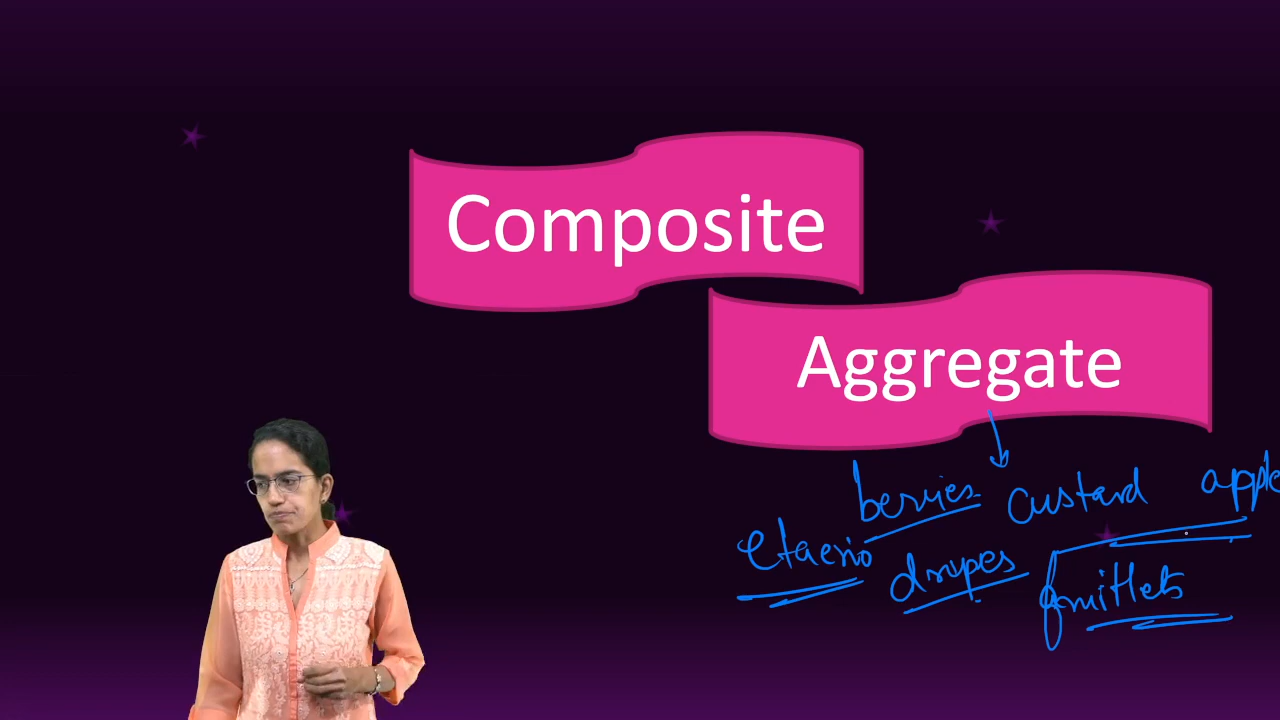 Composite
Aggregate
berries custard apple
etaerio drupes fruitlets